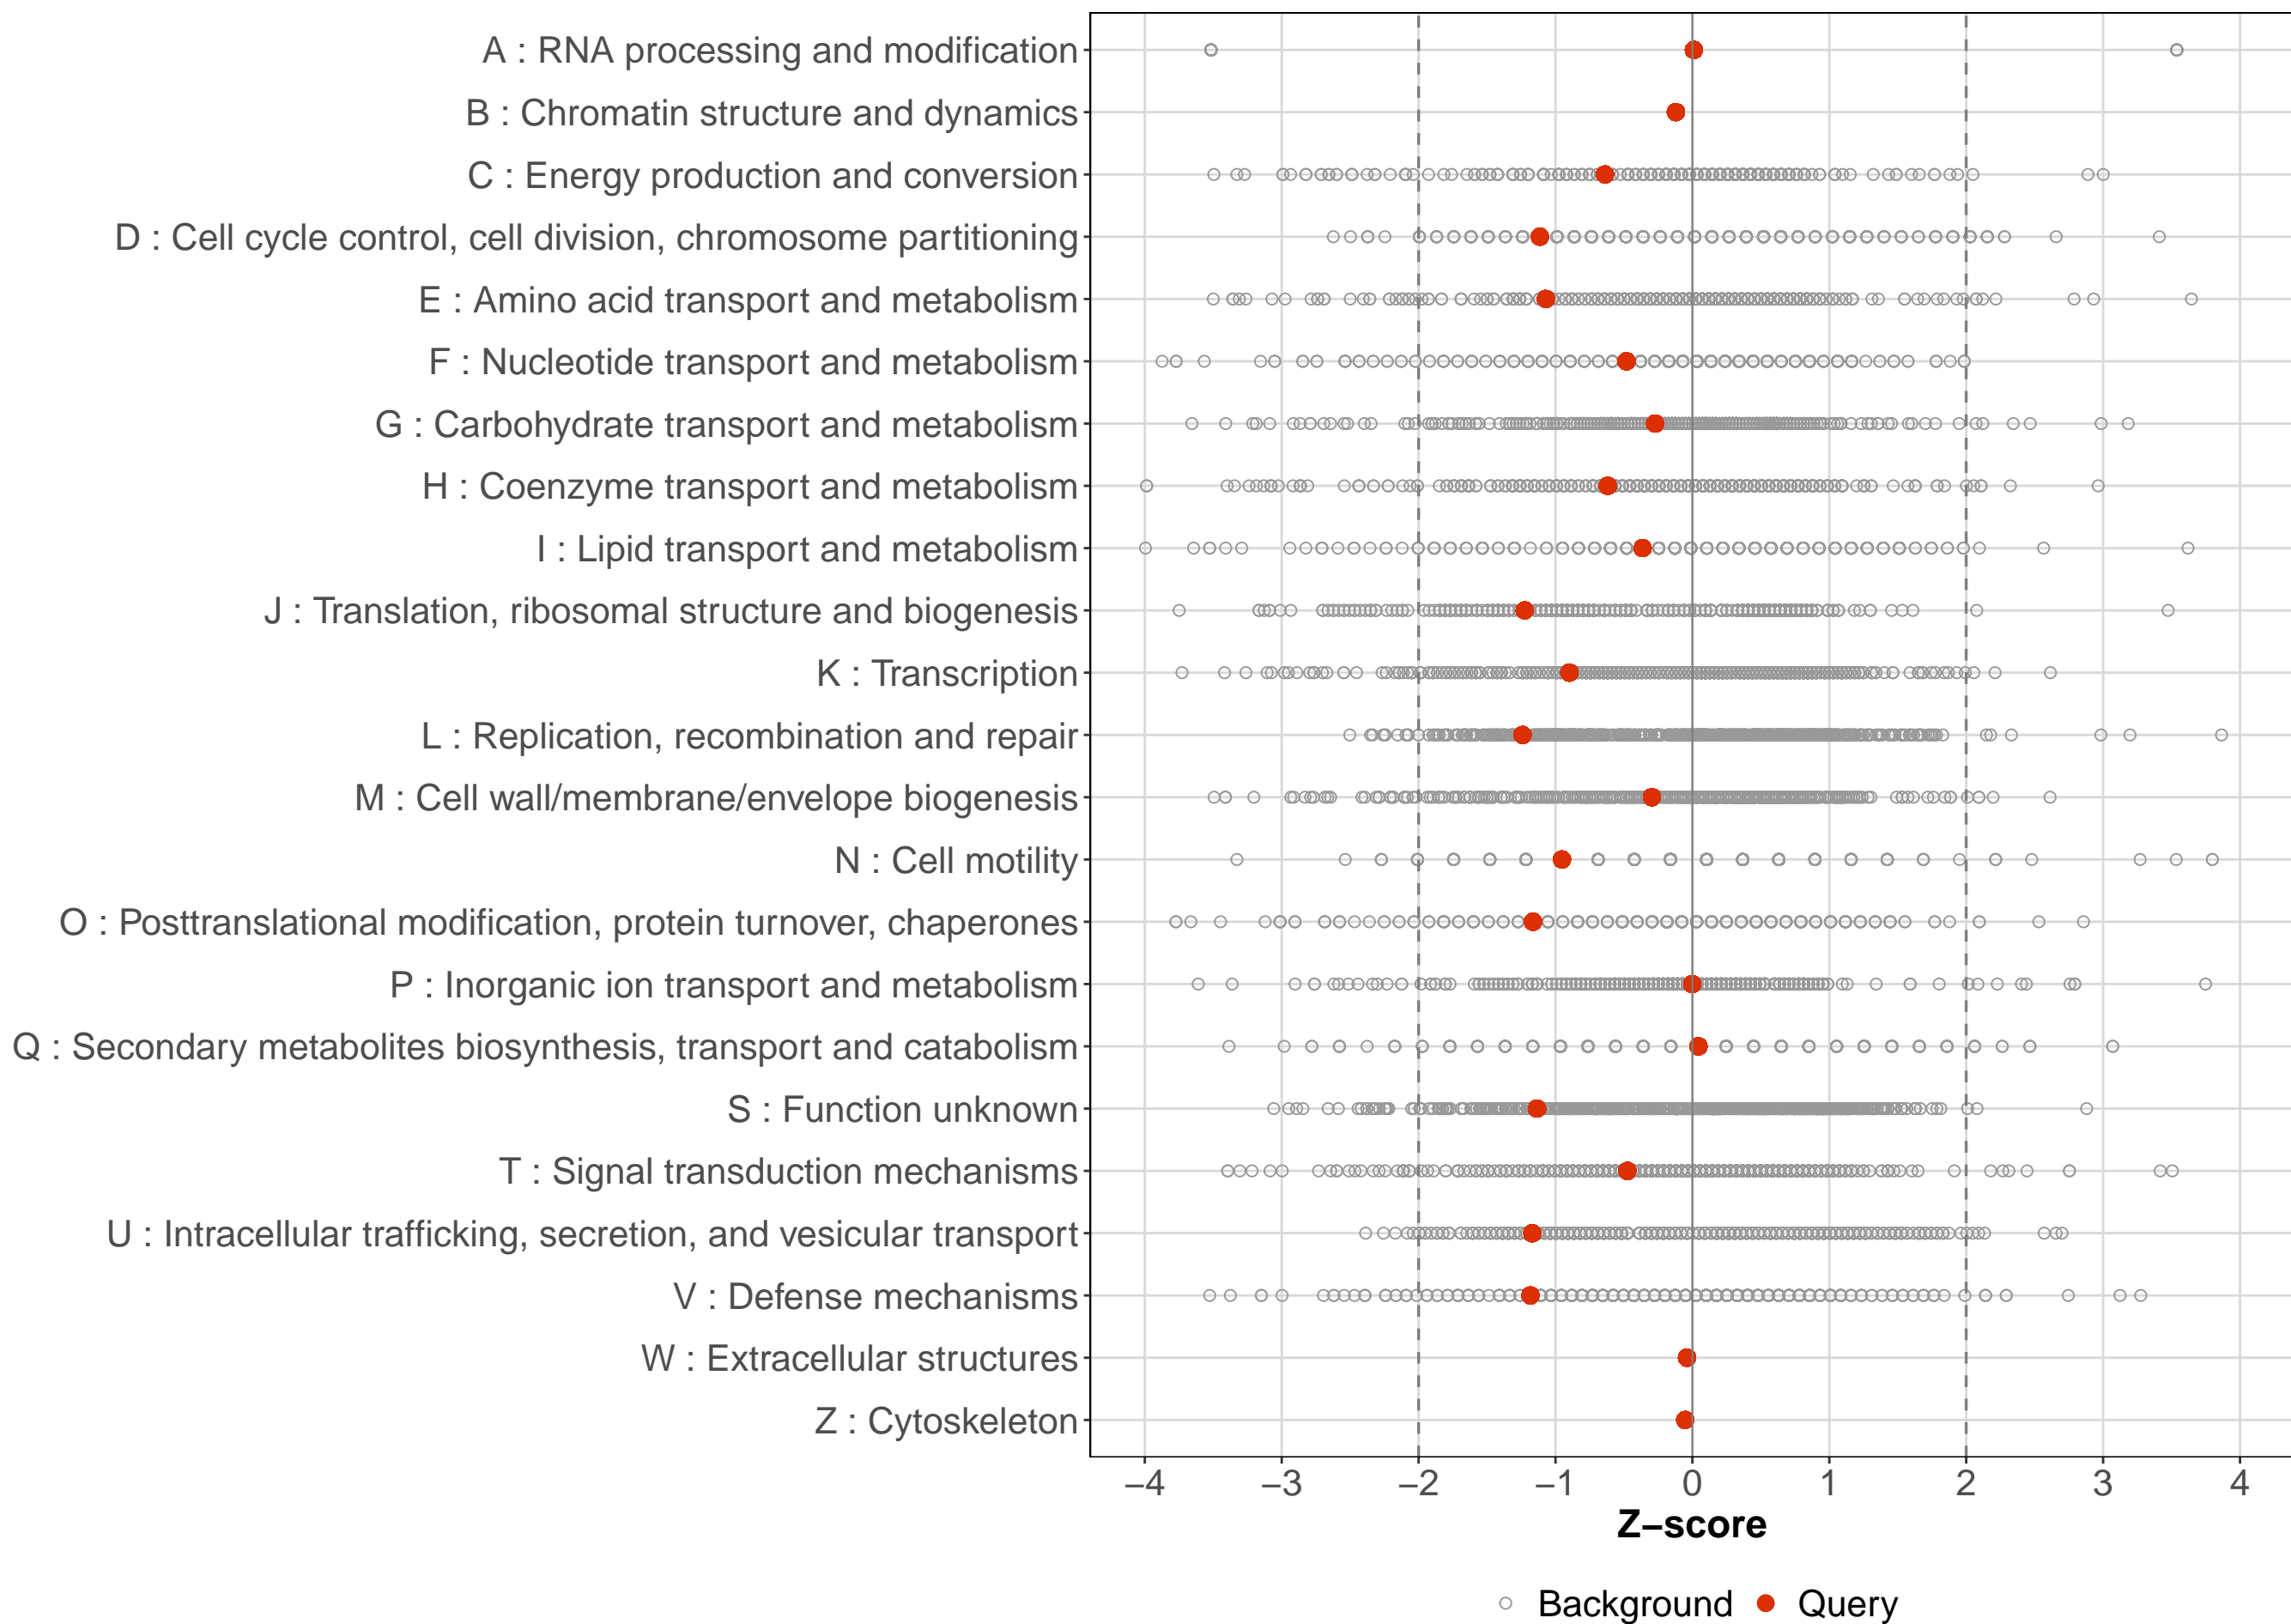 A : RNA processing and modification
B : Chromatin structure and dynamics
C : Energy production and conversion
D : Cell cycle control, cell division, chromosome partitioning
E : Amino acid transport and metabolism
F : Nucleotide transport and metabolism
G : Carbohydrate transport and metabolism
H : Coenzyme transport and metabolism
I : Lipid transport and metabolism
J : Translation, ribosomal structure and biogenesis
K : Transcription
L : Replication, recombination and repair
M : Cell wall/membrane/envelope biogenesis
N : Cell motility
O : Posttranslational modification, protein turnover, chaperones
P : Inorganic ion transport and metabolism
Q : Secondary metabolites biosynthesis, transport and catabolism
S : Function unknown
T : Signal transduction mechanisms
U : Intracellular trafficking, secretion, and vesicular transport
V : Defense mechanisms
W : Extracellular structures
Z : Cytoskeleton
−4 −3 −2 −1 0 1 2 3 4
Z−score
Background Query